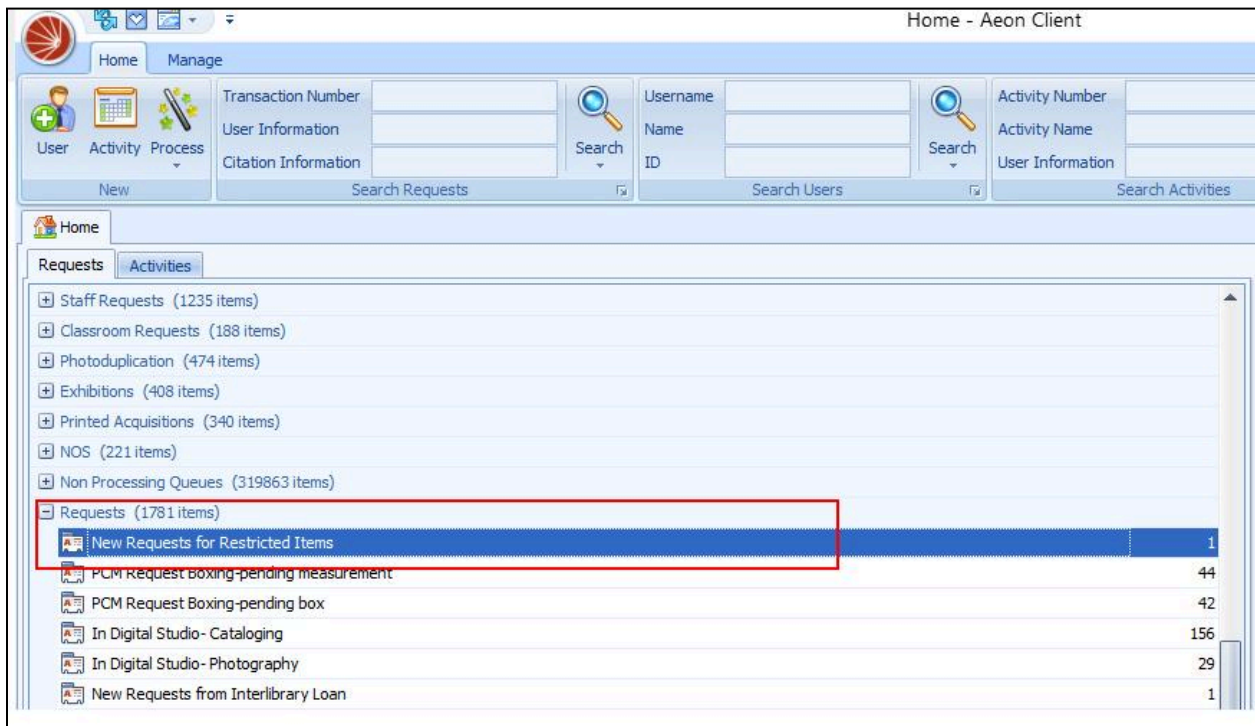 Home - Aeon Client
Home Manage
Transaction Number
User Information
Citation Information
Search
Username
Name
ID
Search
Activity Number
Activity Name
User Information
User Activity Process
New
Search Requests
Search Users
Search Activities
Home
Requests Activities
Staff Requests (1235 items)
Classroom Requests (188 items)
Photoduplication (474 items)
Exhibitions (408 items)
Printed Acquisitions (340 items)
NOS (221 items)
Non Processing Queues (319863 items)
Requests (1781 items)
New Requests for Restricted Items 1
PCM Request Boxing-pending measurement 44
PCM Request Boxing-pending box 42
In Digital Studio- Cataloging 156
In Digital Studio- Photography 29
New Requests from Interlibrary Loan 1